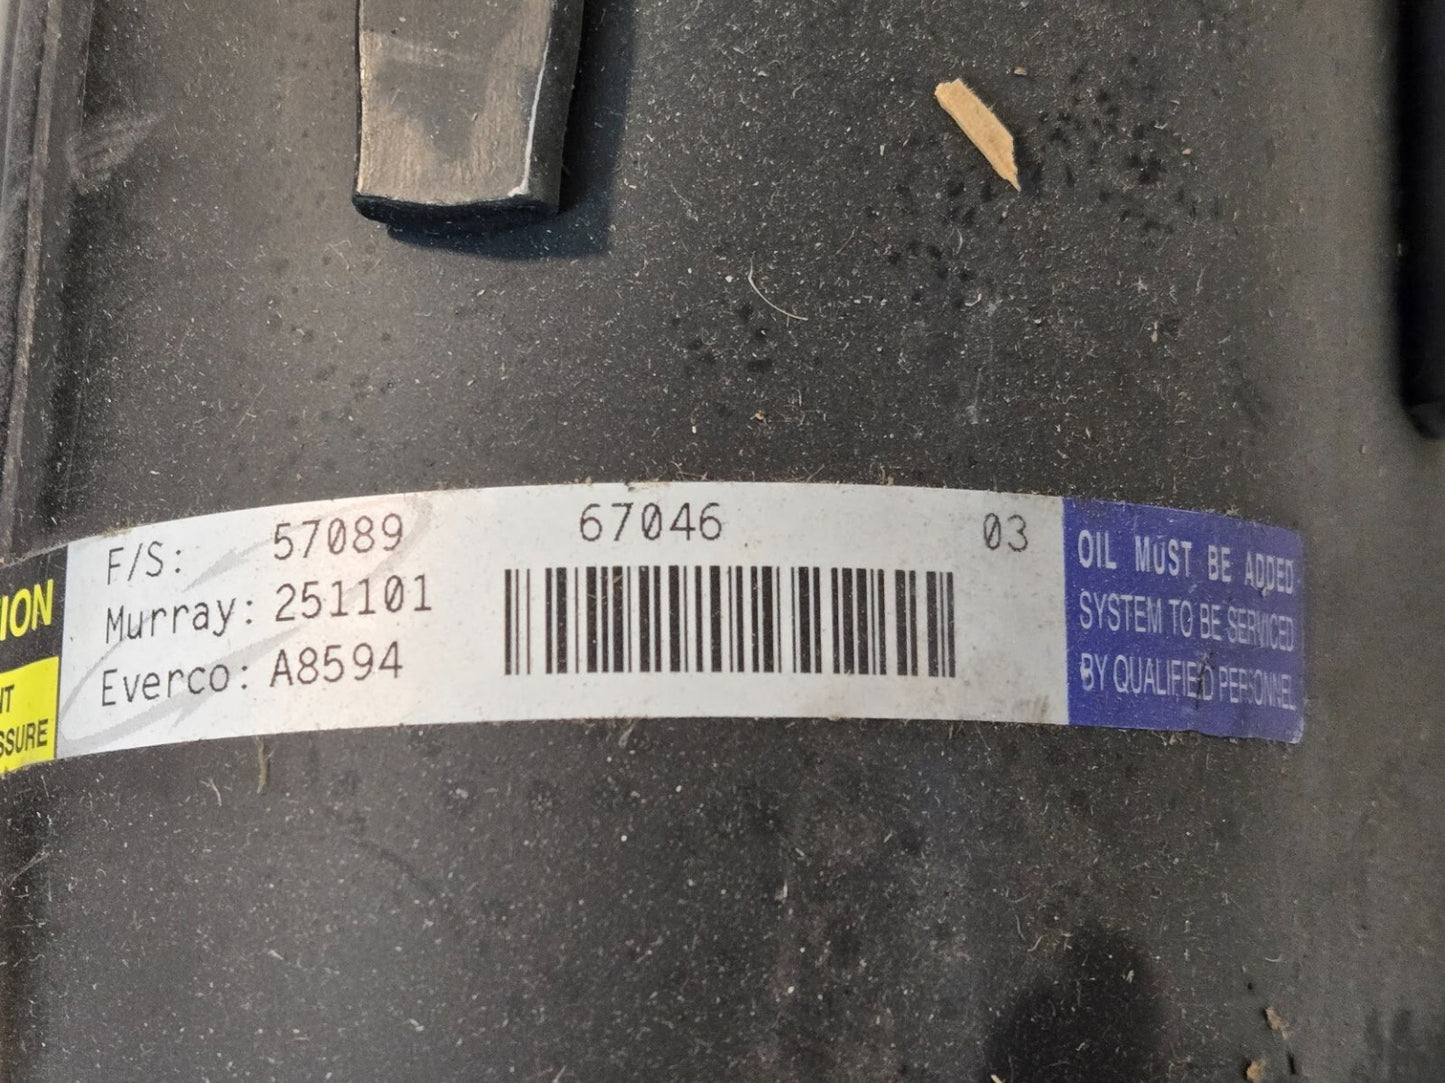 F/S: 57089 67046 03
Murray: 251101
Everco: A8594
OIL MUST BE ADDED
SYSTEM TO BE SERVICED
BY QUALIFIED PERSONNEL
ION
NT
SSURE